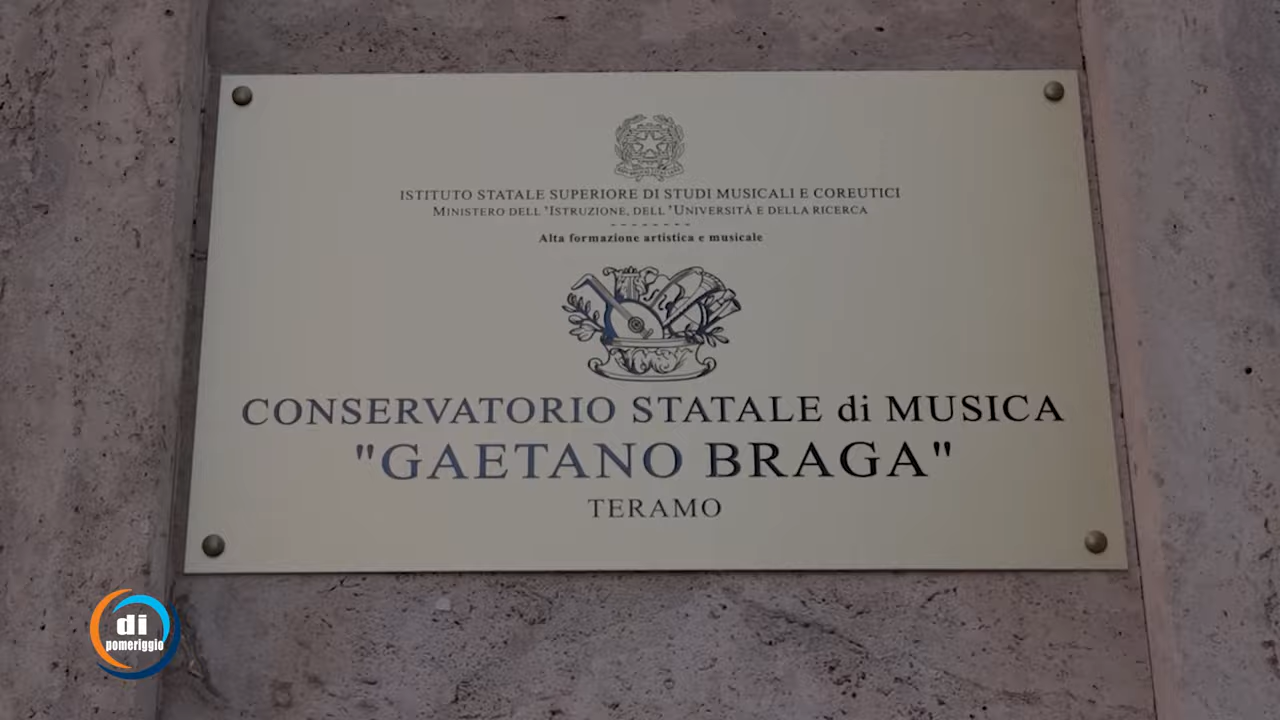 ISTITUTO STATALE SUPERIORE DI STUDI MUSICALI E COREUTICI
MINISTERO DELL 'ISTRUZIONE, DELL 'UNIVERSITÀ E DELLA RICERCA
- - - - - - - -
Alta formazione artistica e musicale
CONSERVATORIO STATALE di MUSICA
"GAETANO BRAGA"
TERAMO
di
pomeriggio